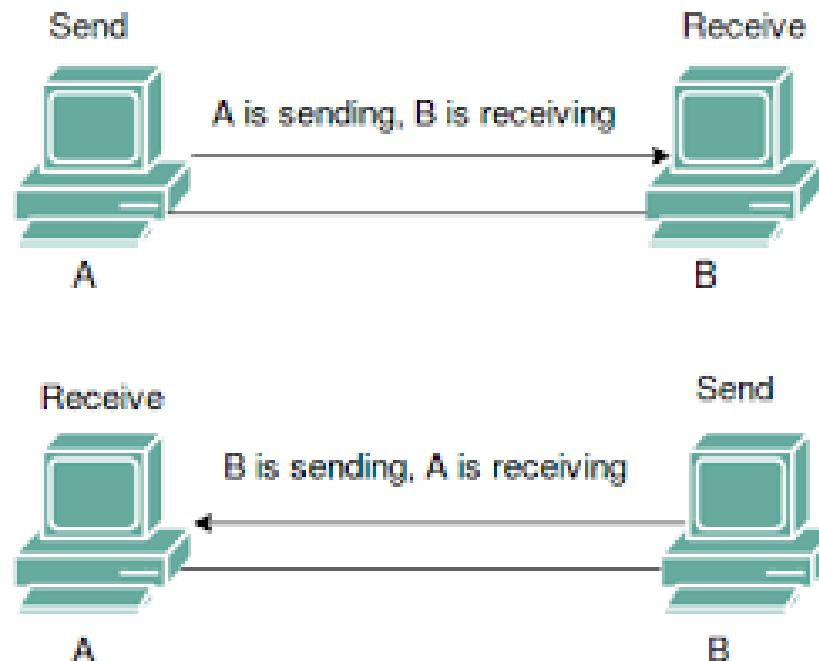 Send
Receive
A is sending, B is receiving
A
B
Receive
Send
B is sending, A is receiving
A
B